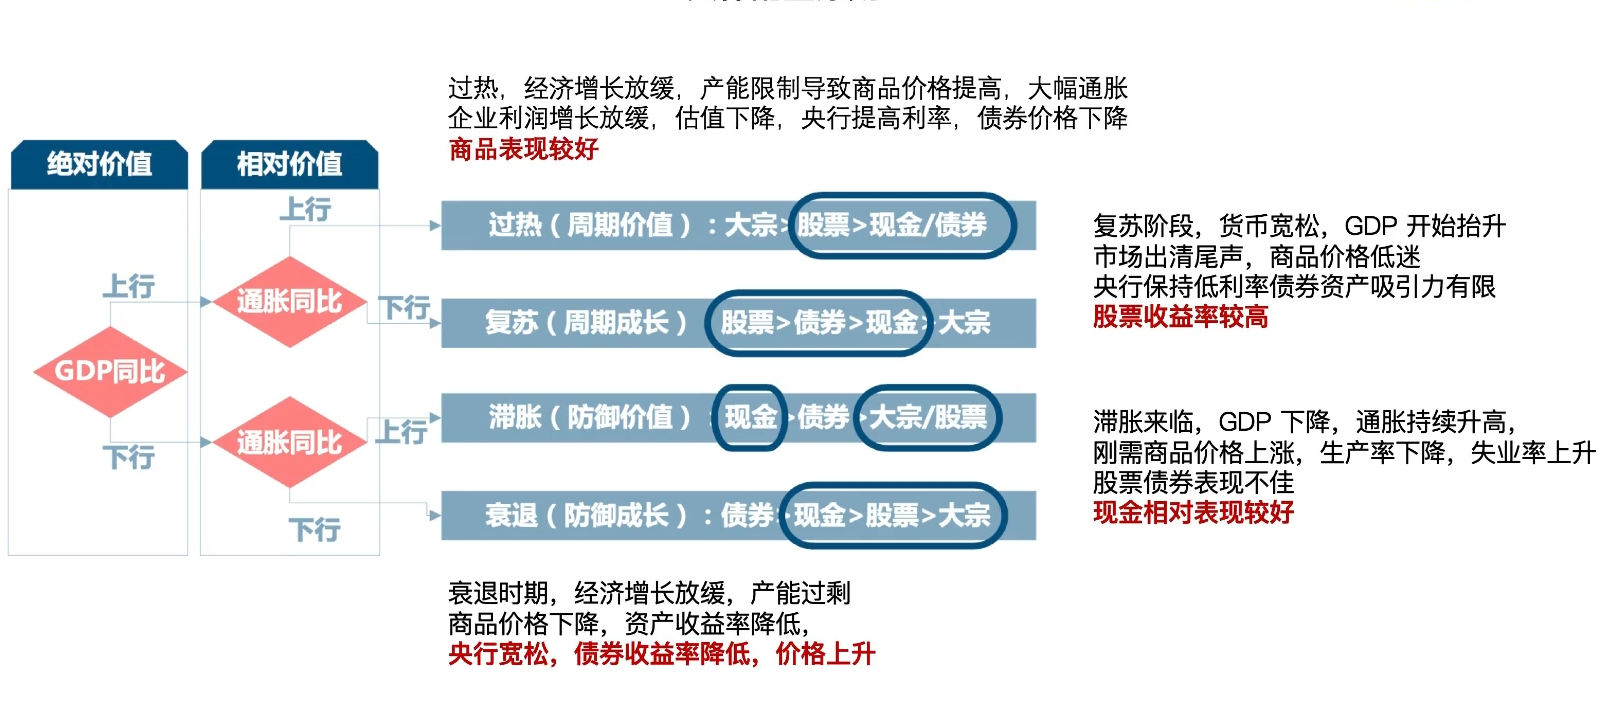 过热，经济增长放缓，产能限制导致商品价格提高，大幅通胀
企业利润增长放缓，估值下降，央行提高利率，债券价格下降
商品表现较好
绝对价值
相对价值
上行
过热（周期价值）：大宗>股票>现金/债券
复苏阶段，货币宽松，GDP 开始抬升
市场出清尾声，商品价格低迷
央行保持低利率债券资产吸引力有限
股票收益率较高
上行
通胀同比
下行
复苏（周期成长） 股票>债券>现金>大宗
GDP同比
滞胀（防御价值）：现金>债券>大宗/股票
上行
通胀同比
下行
滞胀来临，GDP 下降，通胀持续升高，
刚需商品价格上涨，生产率下降，失业率上升
股票债券表现不佳
现金相对表现较好
衰退（防御成长）：债券>现金>股票>大宗
下行
衰退时期，经济增长放缓，产能过剩
商品价格下降，资产收益率降低，
央行宽松，债券收益率降低，价格上升